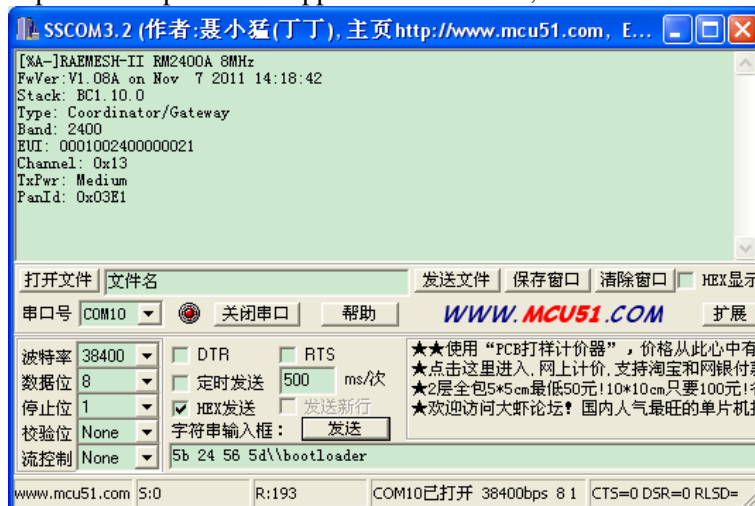 SSCOM3.2 (作者:聂小猛(丁丁), 主页http://www.mcu51.com, E...
[%A-]RAEMESH-II RM2400A 8MHz
FwVer:V1.08A on Nov 7 2011 14:18:42
Stack: BC1.10.0
Type: Coordinator/Gateway
Band: 2400
EUI: 0001002400000021
Channel: 0x13
TxPwr: Medium
PanId: 0x03E1
打开文件 文件名 发送文件 保存窗口 清除窗口 HEX显示
串口号 COM10 关闭串口 帮助 WWW.MCU51.COM 扩展
波特率 38400 DTR RTS
数据位 8 定时发送 500 ms/次
停止位 1 HEX发送 发送新行
校验位 None 字符串输入框: 发送
流控制 None 5b 24 56 5d\\bootloader
★★使用“PCB打样计价器”,价格从此心中有
★点击这里进入,网上计价,支持淘宝和网银付
★2层全包5*5cm最低50元!10*10cm只要100元!
★欢迎访问大虾论坛!国内人气最旺的单片机
www.mcu51.com S:0 R:193 COM10已打开 38400bps 8 1 CTS=0 DSR=0 RLSD=